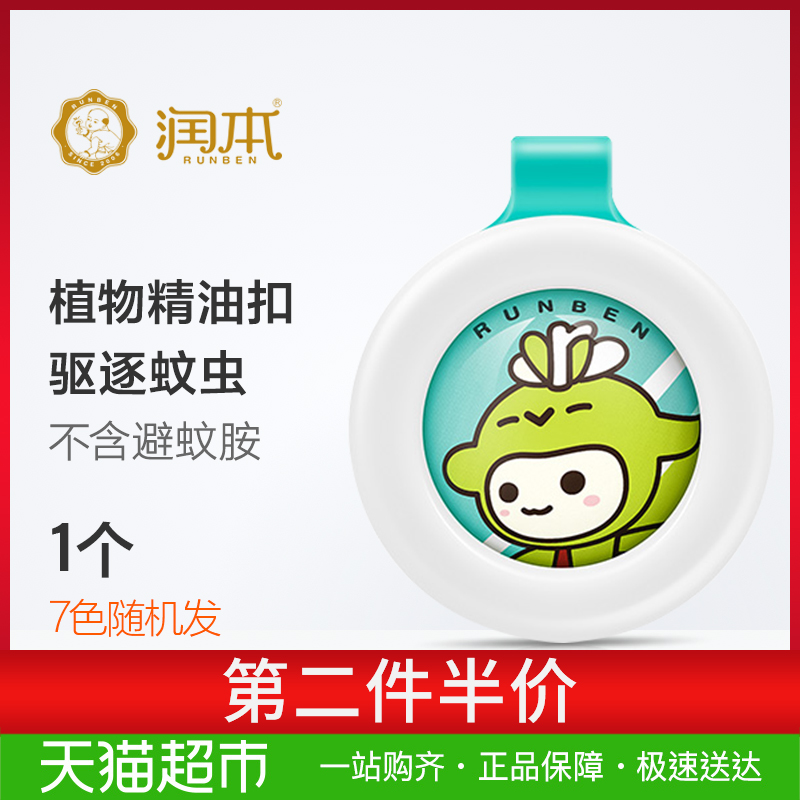 RUNBEN
SINCE 2006
润本®
RUNBEN
植物精油扣
驱逐蚊虫
不含避蚊胺
1个
7色随机发
RUNBEN
第二件半价
天猫超市 一站购齐·正品保障·极速送达